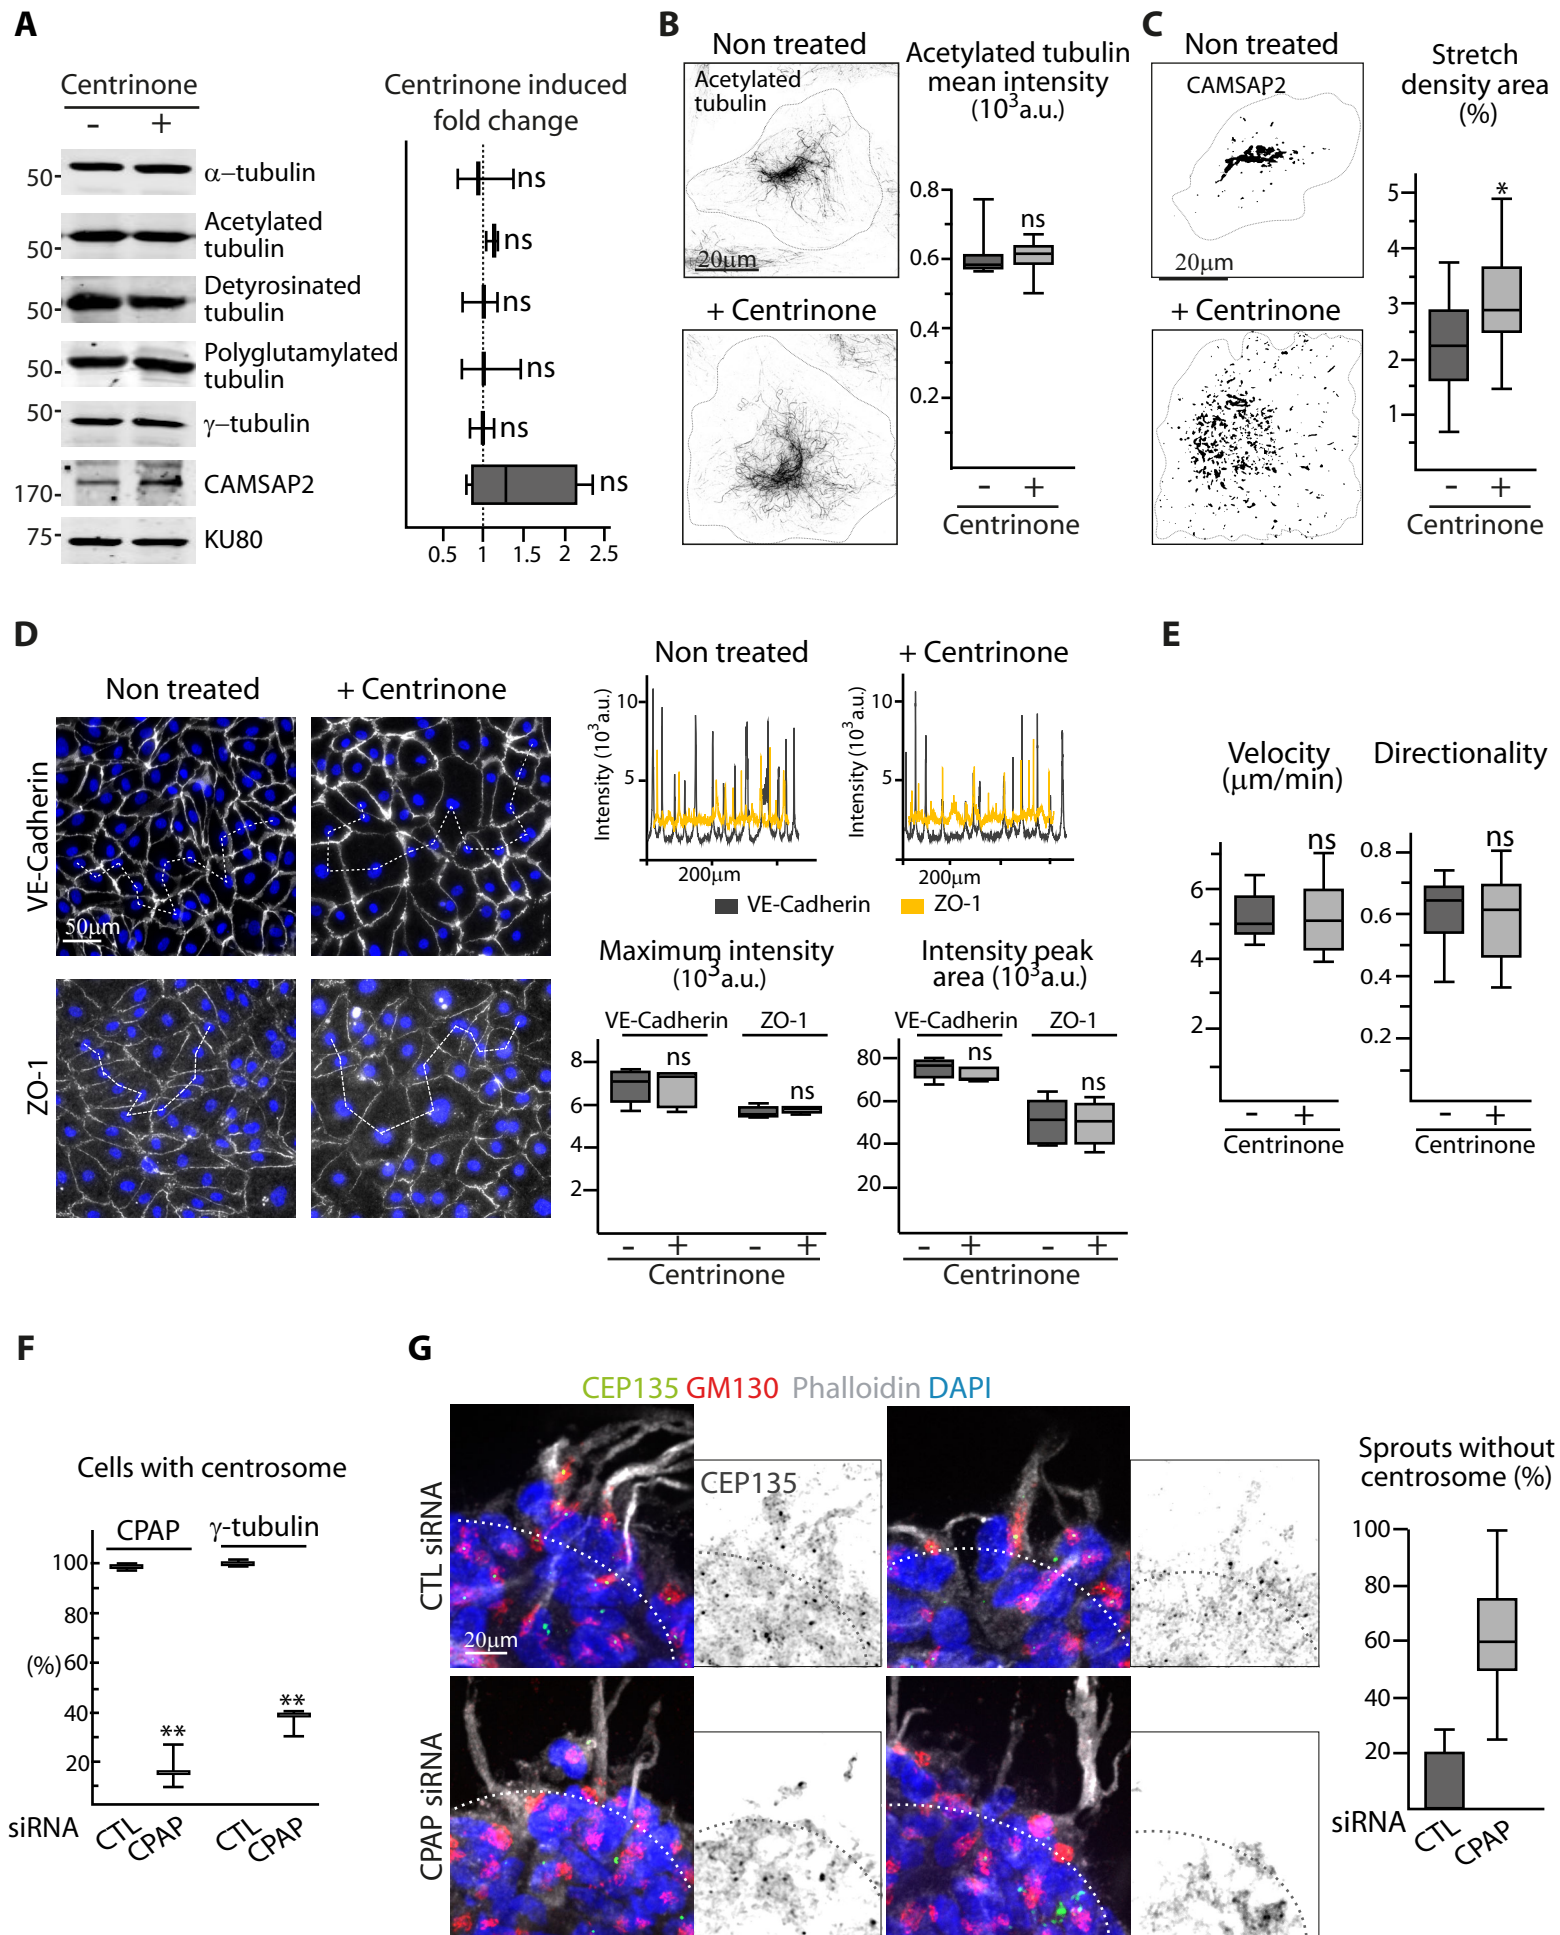 A
Centrinone
- +
50-
α-tubulin
50-
Acetylated
tubulin
50-
Detyrosinated
tubulin
50-
Polyglutamylated
tubulin
50-
γ-tubulin
170-
CAMSAP2
75-
KU80
Centrinone induced
fold change
ns
ns
ns
ns
ns
ns
0.5 1 1.5 2 2.5
B
Non treated
Acetylated
tubulin
20μm
+ Centrinone
Acetylated tubulin
mean intensity
(10³a.u.)
0.8
0.6
0.4
0.2
ns
- +
Centrinone
C
Non treated
CAMSAP2
20μm
+ Centrinone
Stretch
density area
(%)
5
4
3
2
1
*
- +
Centrinone
D
Non treated
+ Centrinone
VE-Cadherin
50μm
ZO-1
Non treated
Intensity (10³a.u.)
10
5
200μm
+ Centrinone
Intensity (10³a.u.)
10
5
200μm
VE-Cadherin
ZO-1
Maximum intensity
(10³a.u.)
VE-Cadherin ZO-1
8
6
4
2
ns
ns
- + - +
Centrinone
Intensity peak
area (10³a.u.)
VE-Cadherin ZO-1
80
60
40
20
ns
ns
- + - +
Centrinone
E
Velocity
(μm/min)
6
4
2
ns
- +
Centrinone
Directionality
0.8
0.6
0.4
0.2
ns
- +
Centrinone
F
Cells with centrosome
CPAP γ-tubulin
100
80
(%) 60
40
20
**
**
siRNA CTL CPAP CTL CPAP
G
CEP135 GM130 Phalloidin DAPI
CTL siRNA
20μm
CEP135
CPAP siRNA
Sprouts without
centrosome (%)
100
80
60
40
20
siRNA CTL CPAP